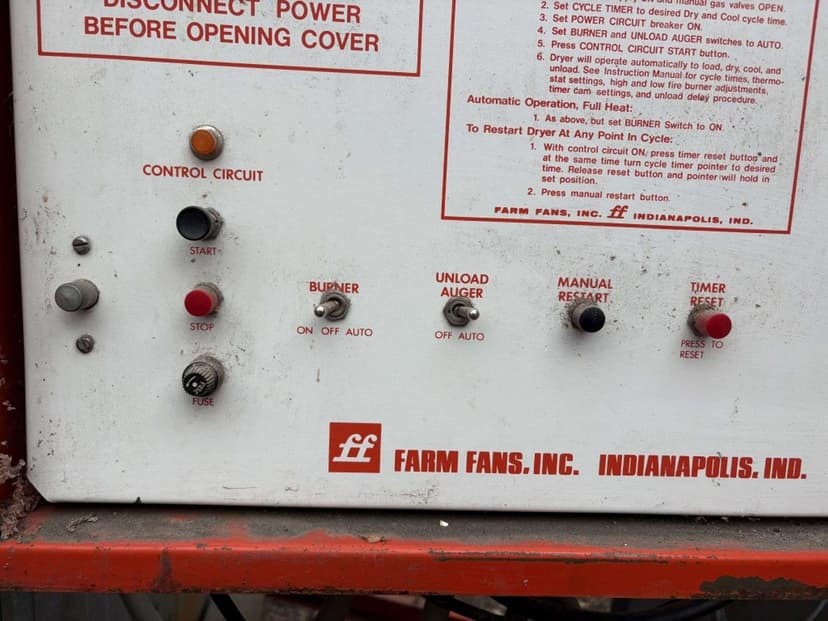 DISCONNECT POWER
BEFORE OPENING COVER
ON and manual gas valves OPEN.
2. Set CYCLE TIMER to desired Dry and Cool cycle time.
3. Set POWER CIRCUIT breaker ON.
4. Set BURNER and UNLOAD AUGER switches to AUTO.
5. Press CONTROL CIRCUIT START button.
6. Dryer will operate automatically to load, dry, cool, and
unload. See Instruction Manual for cycle times, thermo-
stat settings, high and low fire burner adjustments,
timer cam settings, and unload delay procedure.
Automatic Operation, Full Heat:
1. As above, but set BURNER Switch to ON
To Restart Dryer At Any Point In Cycle:
1. With control circuit ON, press timer reset button and
at the same time turn cycle timer pointer to desired
time. Release reset button and pointer will hold in
set position.
2. Press manual restart button.
FARM FANS, INC. ff INDIANAPOLIS, IND.
CONTROL CIRCUIT
START
STOP
FUSE
BURNER
ON OFF AUTO
UNLOAD
AUGER
OFF AUTO
MANUAL
RESTART
TIMER
RESET
PRESS TO
RESET
ff FARM FANS, INC. INDIANAPOLIS, IND.